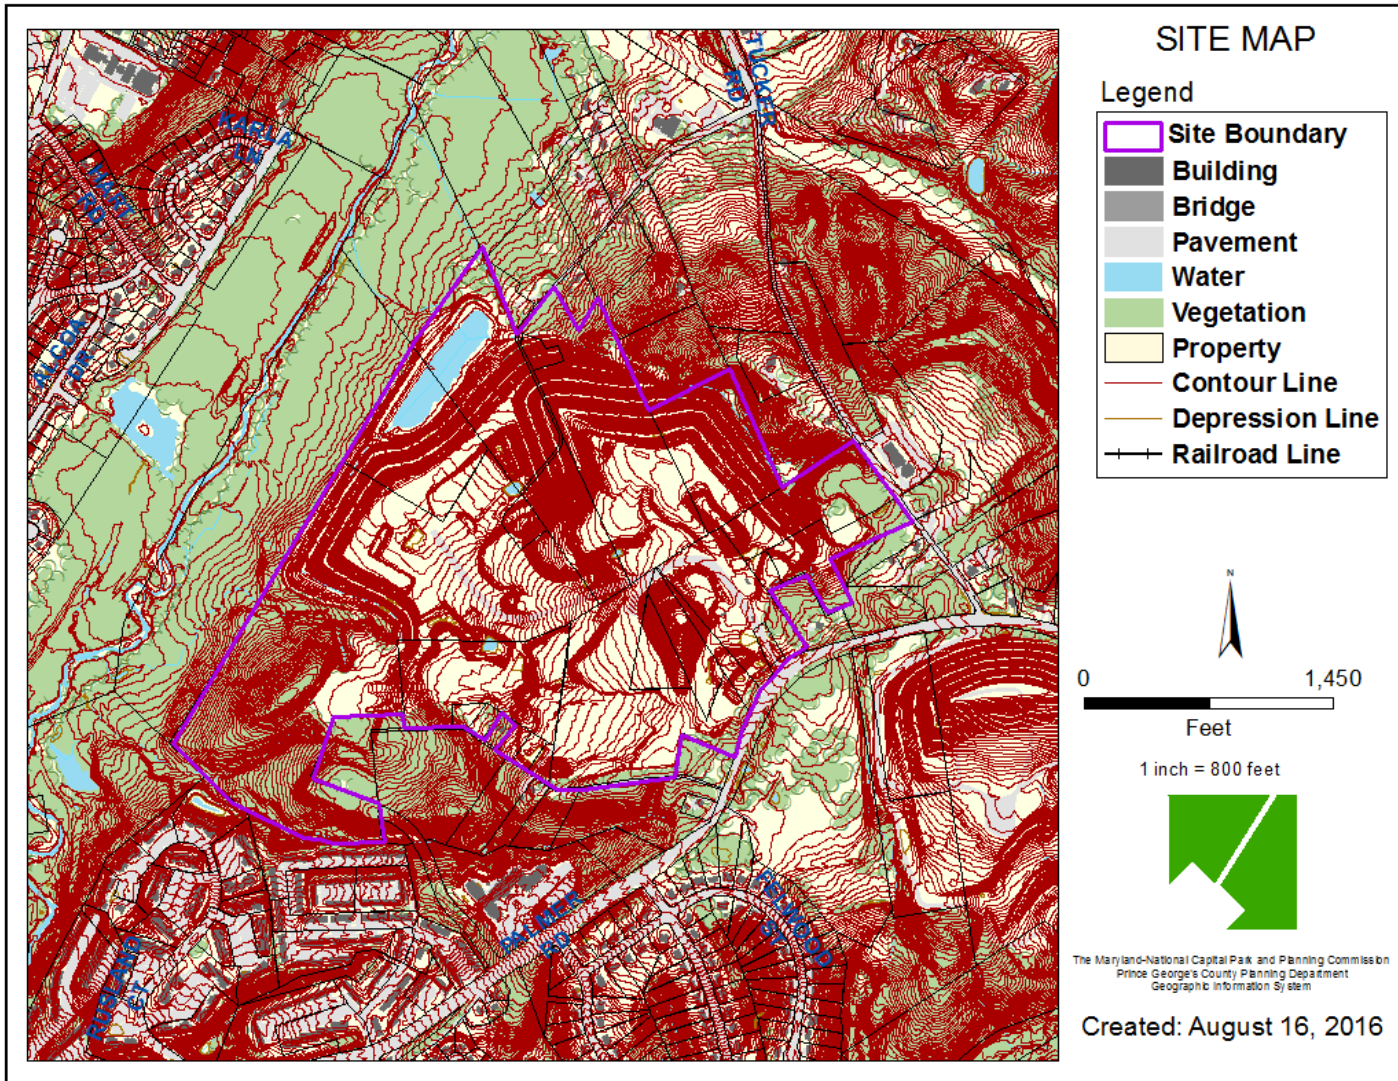 SITE MAP
Legend
Site Boundary
Building
Bridge
Pavement
Water
Vegetation
Property
Contour Line
Depression Line
Railroad Line
N
0 1,450
Feet
1 inch = 800 feet
The Maryland-National Capital Park and Planning Commission
Prince George's County Planning Department
Geographic Information System
Created: August 16, 2016
TUCKER
RD
KARLA
LN
MARY
RD
ALCOA
DR
PALMER
RD
FELWOOD
ST
ROSLAND
CT